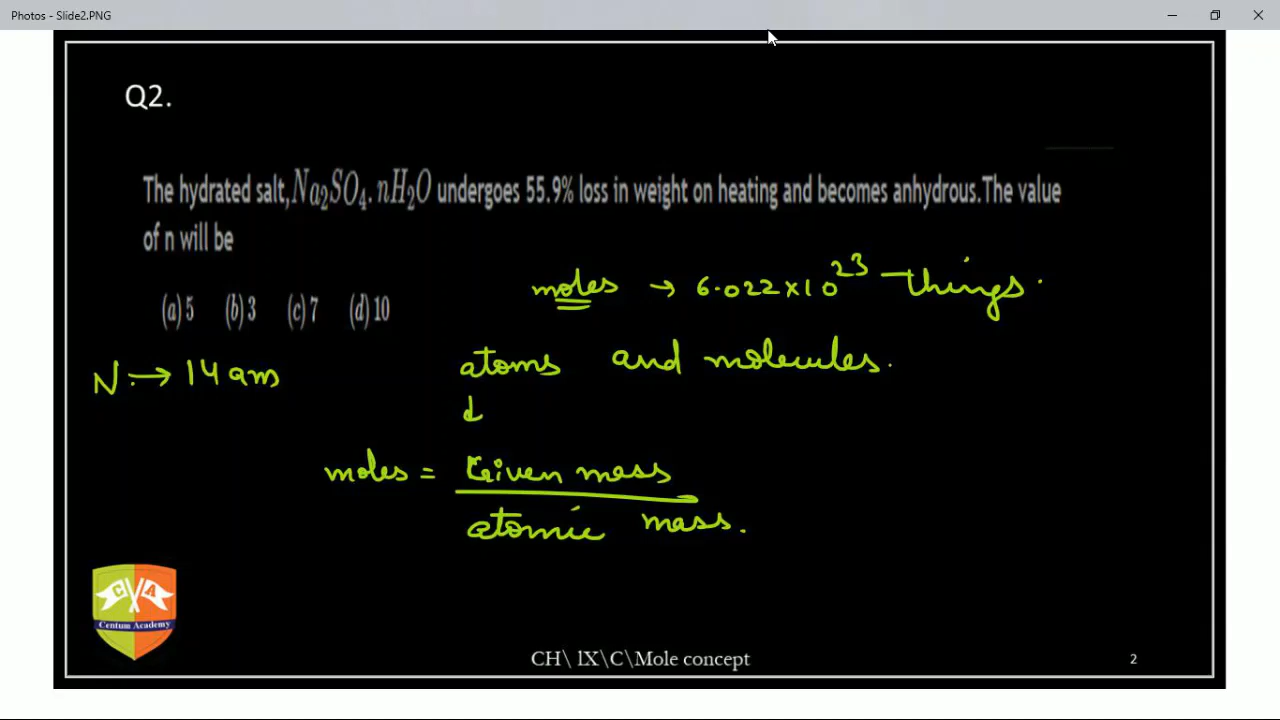 Photos - Slide2.PNG
Q2.
The hydrated salt, Na₂SO₄.nH₂O undergoes 55.9% loss in weight on heating and becomes anhydrous.The value
of n will be
(a) 5 (b) 3 (c) 7 (d) 10
moles → 6.022×10²³ - things.
N. → 14 am
atoms and molecules.
↓
moles = Given mass
atomic mass.
CA
Centum Academy
CH\ lX\C\Mole concept
2